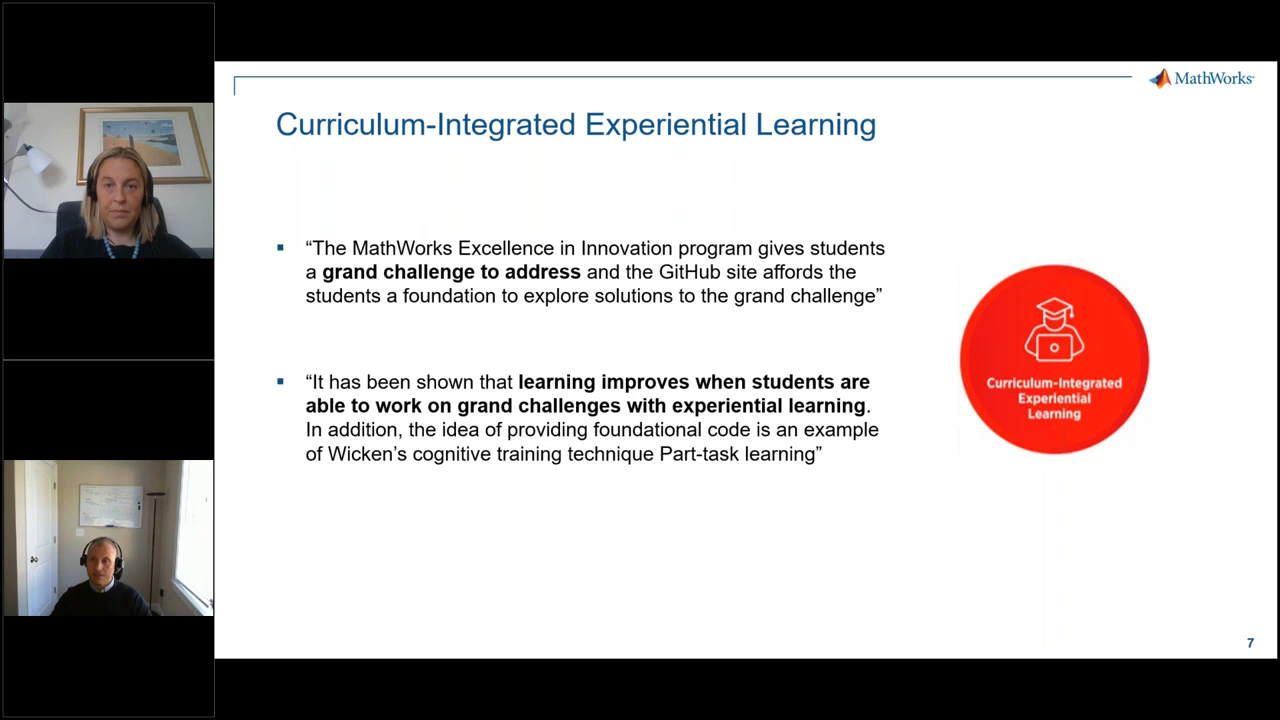 MathWorks
Curriculum-Integrated Experiential Learning
“The MathWorks Excellence in Innovation program gives students
a grand challenge to address and the GitHub site affords the
students a foundation to explore solutions to the grand challenge”
“It has been shown that learning improves when students are
able to work on grand challenges with experiential learning.
In addition, the idea of providing foundational code is an example
of Wicken’s cognitive training technique Part-task learning”
Curriculum-Integrated
Experiential
Learning
7